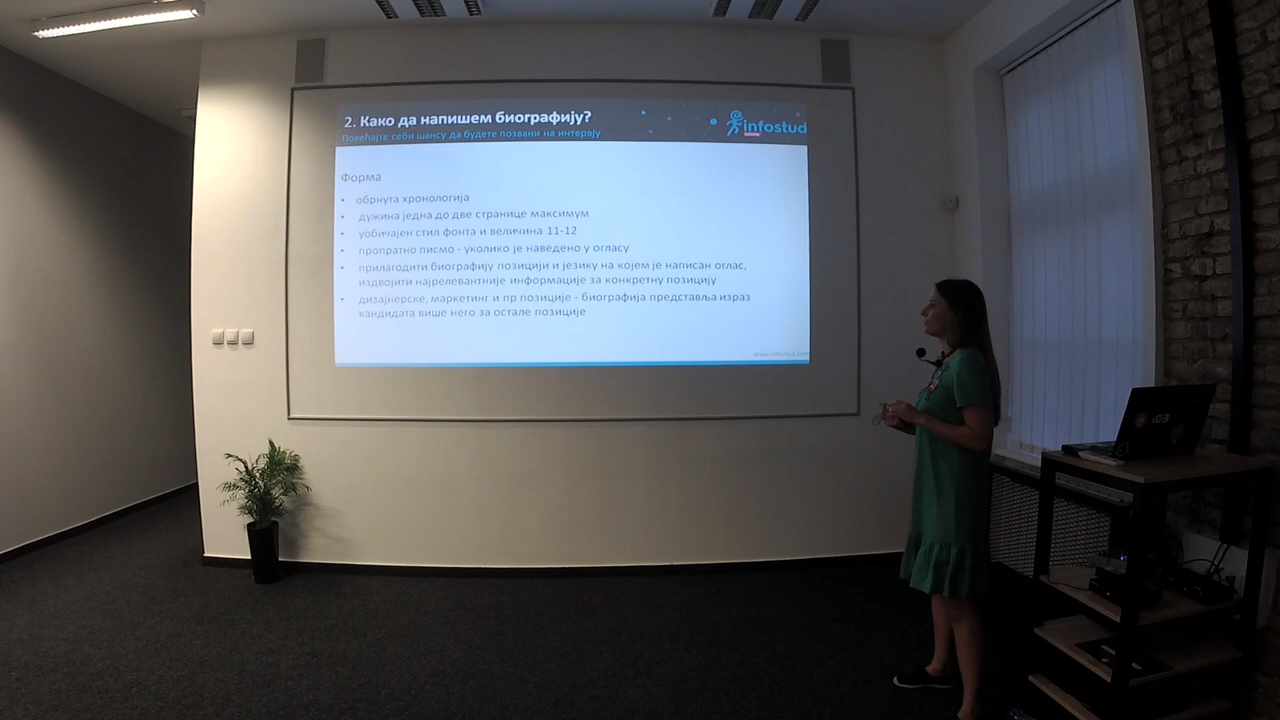 2. Како да напишем биографију?
Повећајте себи шансу да будете позвани на интервју
infostud
Форма
• обрнута хронологија
• дужина једна до две странице максимум
• уобичајен стил фонта и величина 11-12
• пропратно писмо - уколико је наведено у огласу
• прилагодити биографију позицији и језику на којем је написан оглас,
издвојити најрелевантније информације за конкретну позицију
• дизајнерске, маркетинг и пр позиције - биографија представља израз
кандидата више него за остале позиције
www.infostud.com